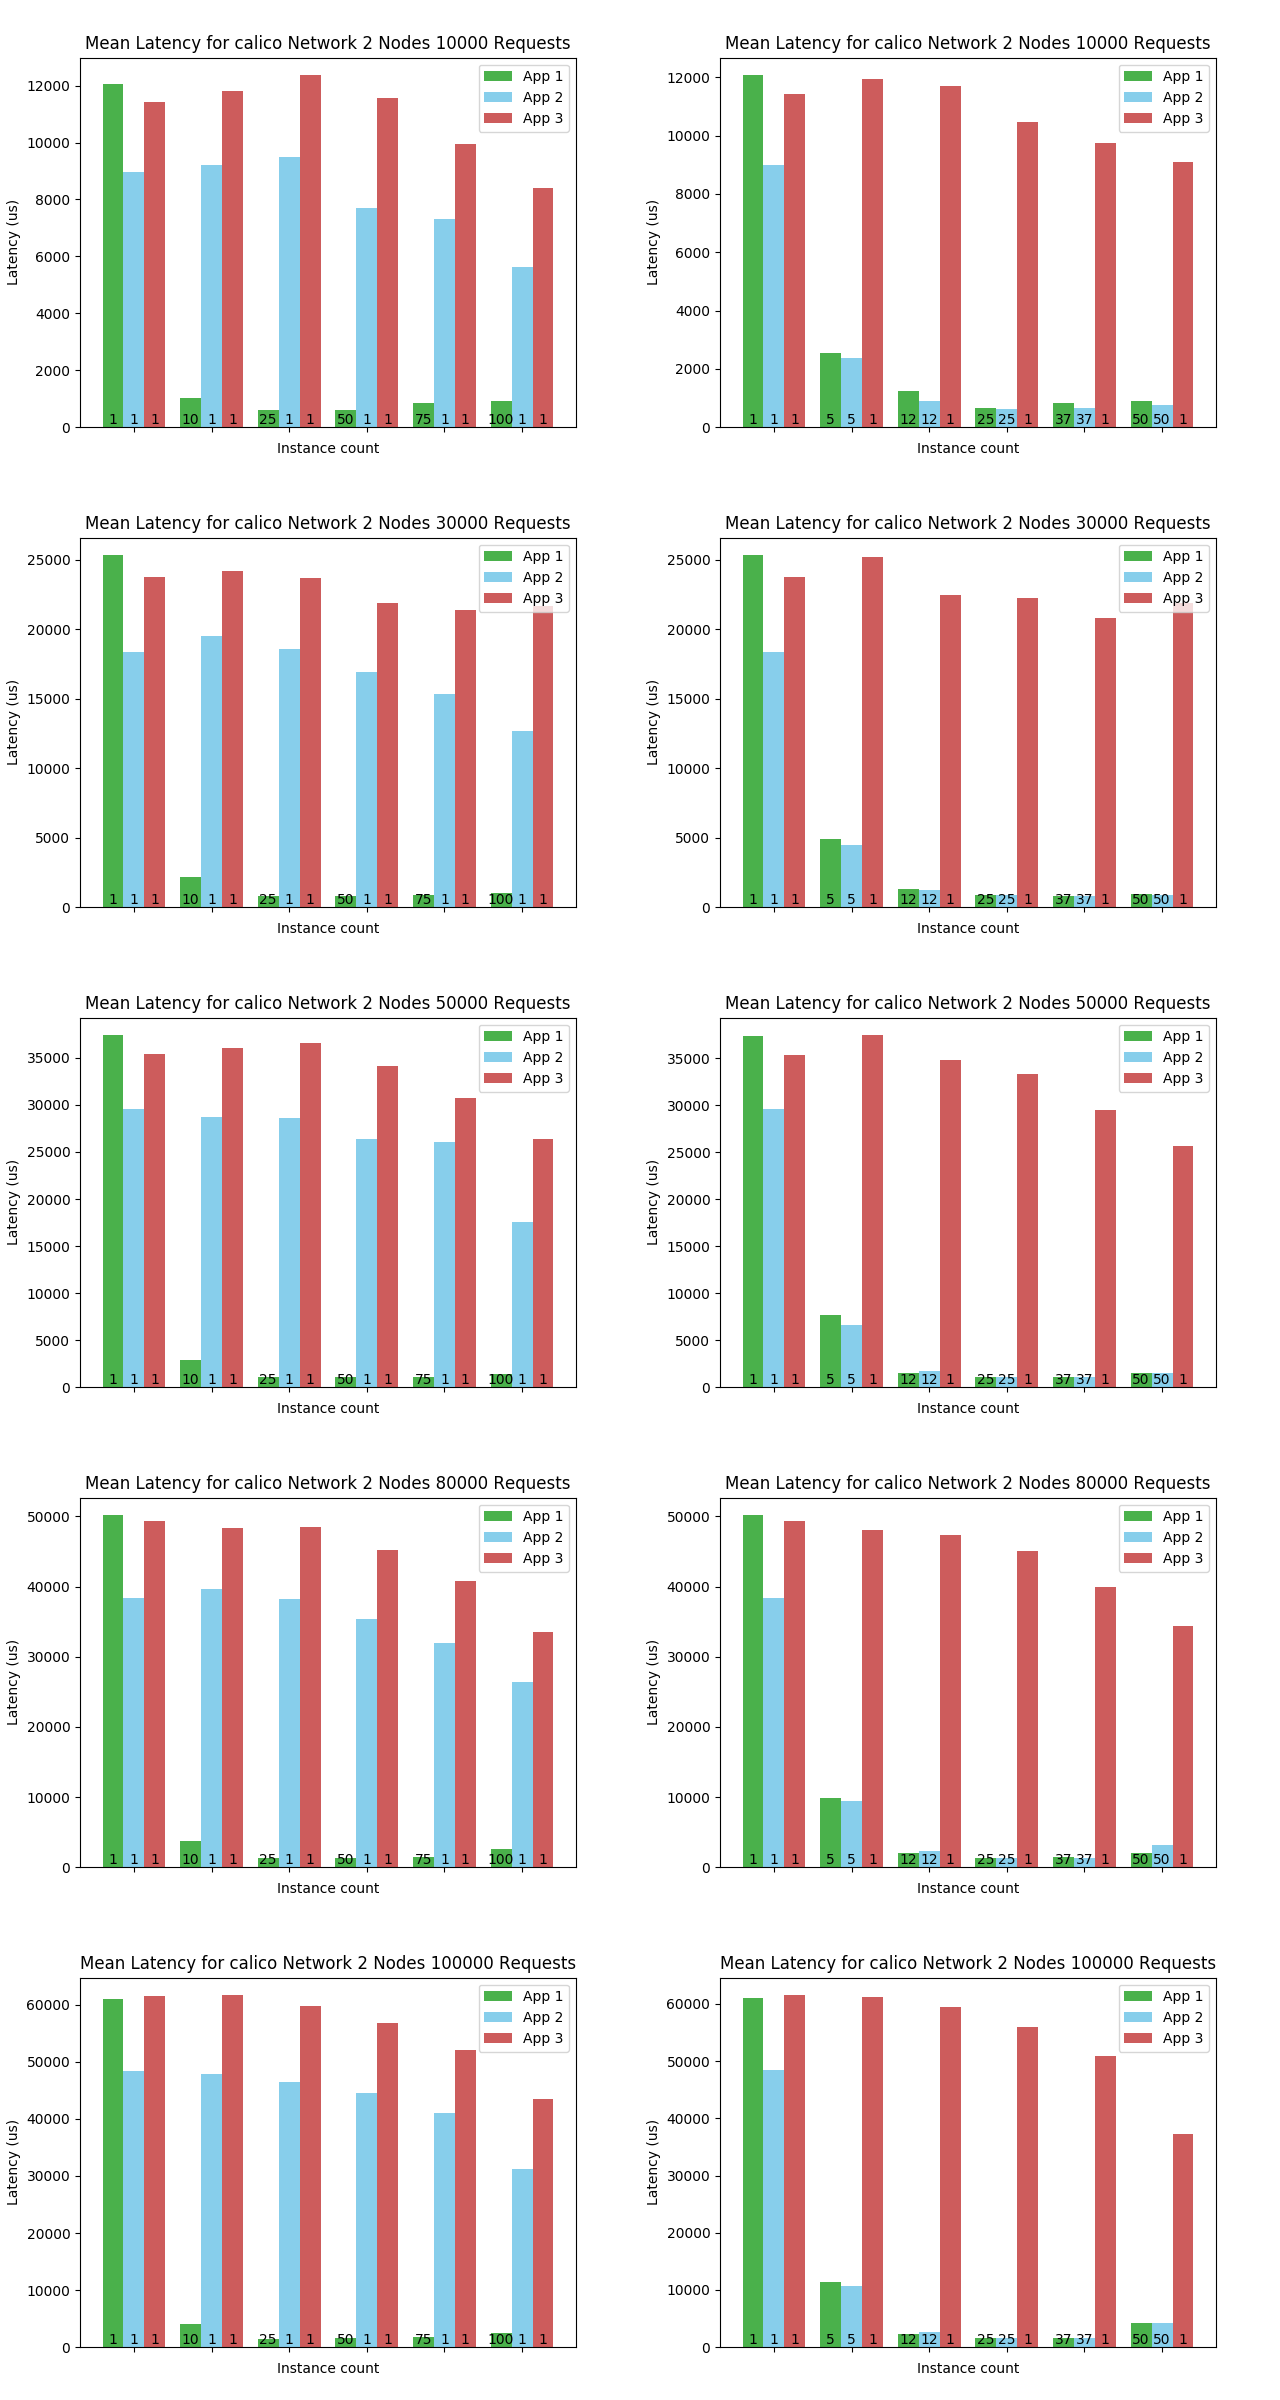 Mean Latency for calico Network 2 Nodes 10000 Requests
12000
10000
8000
6000
4000
2000
0
Latency (us)
App 1
App 2
App 3
1 1 1 10 1 1 25 1 1 50 1 1 75 1 1 100 1 1
Instance count
Mean Latency for calico Network 2 Nodes 10000 Requests
12000
10000
8000
6000
4000
2000
0
Latency (us)
App 1
App 2
App 3
1 1 1 5 5 1 12 12 1 25 25 1 37 37 1 50 50 1
Instance count
Mean Latency for calico Network 2 Nodes 30000 Requests
25000
20000
15000
10000
5000
0
Latency (us)
App 1
App 2
App 3
1 1 1 10 1 1 25 1 1 50 1 1 75 1 1 100 1 1
Instance count
Mean Latency for calico Network 2 Nodes 30000 Requests
25000
20000
15000
10000
5000
0
Latency (us)
App 1
App 2
App 3
1 1 1 5 5 1 12 12 1 25 25 1 37 37 1 50 50 1
Instance count
Mean Latency for calico Network 2 Nodes 50000 Requests
35000
30000
25000
20000
15000
10000
5000
0
Latency (us)
App 1
App 2
App 3
1 1 1 10 1 1 25 1 1 50 1 1 75 1 1 100 1 1
Instance count
Mean Latency for calico Network 2 Nodes 50000 Requests
35000
30000
25000
20000
15000
10000
5000
0
Latency (us)
App 1
App 2
App 3
1 1 1 5 5 1 12 12 1 25 25 1 37 37 1 50 50 1
Instance count
Mean Latency for calico Network 2 Nodes 80000 Requests
50000
40000
30000
20000
10000
0
Latency (us)
App 1
App 2
App 3
1 1 1 10 1 1 25 1 1 50 1 1 75 1 1 100 1 1
Instance count
Mean Latency for calico Network 2 Nodes 80000 Requests
50000
40000
30000
20000
10000
0
Latency (us)
App 1
App 2
App 3
1 1 1 5 5 1 12 12 1 25 25 1 37 37 1 50 50 1
Instance count
Mean Latency for calico Network 2 Nodes 100000 Requests
60000
50000
40000
30000
20000
10000
0
Latency (us)
App 1
App 2
App 3
1 1 1 10 1 1 25 1 1 50 1 1 75 1 1 100 1 1
Instance count
Mean Latency for calico Network 2 Nodes 100000 Requests
60000
50000
40000
30000
20000
10000
0
Latency (us)
App 1
App 2
App 3
1 1 1 5 5 1 12 12 1 25 25 1 37 37 1 50 50 1
Instance count